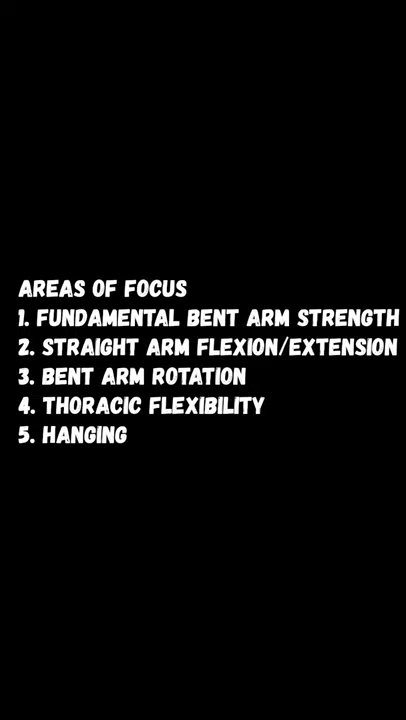 AREAS OF FOCUS
1. FUNDAMENTAL BENT ARM STRENGTH
2. STRAIGHT ARM FLEXION/EXTENSION
3. BENT ARM ROTATION
4. THORACIC FLEXIBILITY
5. HANGING